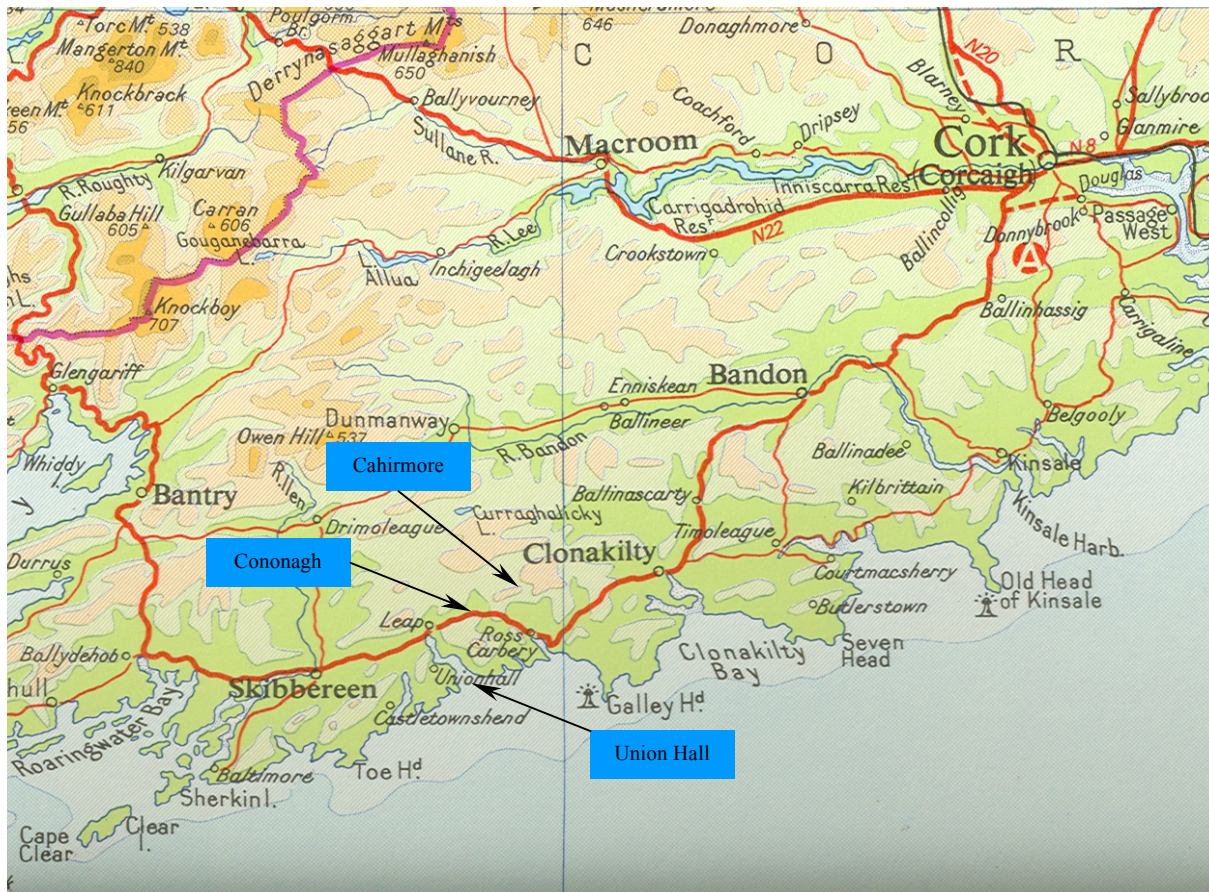 Torc Mt. 538
Poulgorm
Br.
Mangerton Mt.
840
Derrynasaggart Mts
Mullaghanish
650
646
Donaghmore
C O R
N20
Knockbrack
611
56
Ballyvourney
Sullane R.
Coachford
Dripsey
Blarney
Sallybroo
Glanmire
Macroom
Cork
(Corcaigh)
N8
Kilgarvan
R. Roughty
Inniscarra Res.
Douglas
Gullaba Hill
605
Carran
606
Carrigadrohid
Res.
N22
Ballincollig
Donnybrook
Passage
West
Gouganebarra
L.
R. Lee
L.
Allua
Inchigeelagh
Crookstown
A
Knockboy
707
Ballinhassig
Carrigaline
Glengariff
Enniskean
Bandon
Dunmanway
Ballineer
Belgooly
Owen Hill 537
R. Bandon
Ballinadee
Whiddy
I.
Cahirmore
Kinsale
Bantry
R. Ilen
Ballinascarty
Kilbrittain
Drimoleague
Curraghalicky
L.
Timoleague
Kinsale Harb.
Cononagh
Clonakilty
Durrus
Courtmacsherry
Old Head
of Kinsale
Butlerstown
Leap
Ross
Carbery
Seven
Head
Ballydehob
Clonakilty
Bay
Unionhall
Skibbereen
hull
Galley Hd.
Castletownshend
Roaringwater Bay
Union Hall
Baltimore
Toe Hd.
Sherkin I.
Cape
Clear
Clear
I.